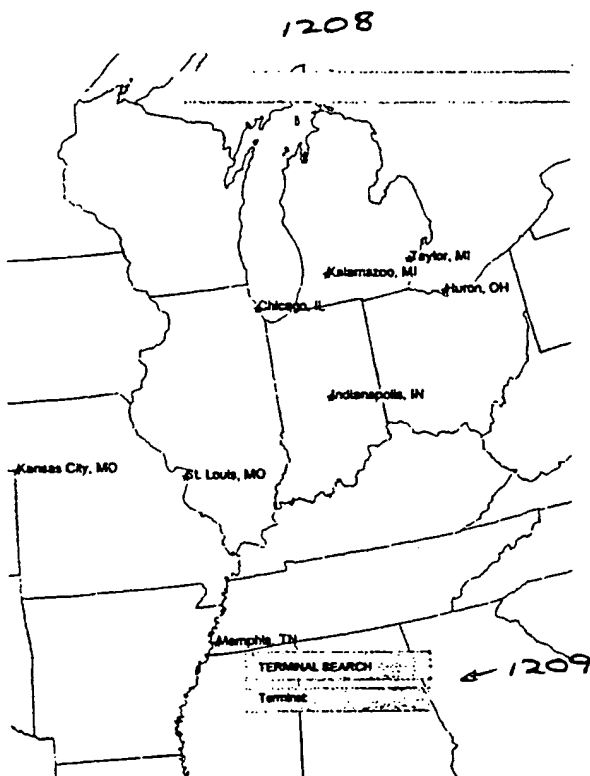 1208
Taylor, MI
Kalamazoo, MI
Huron, OH
Chicago, IL
Indianapolis, IN
Kansas City, MO
St. Louis, MO
Memphis, TN
TERMINAL SEARCH
1209
Terminal: